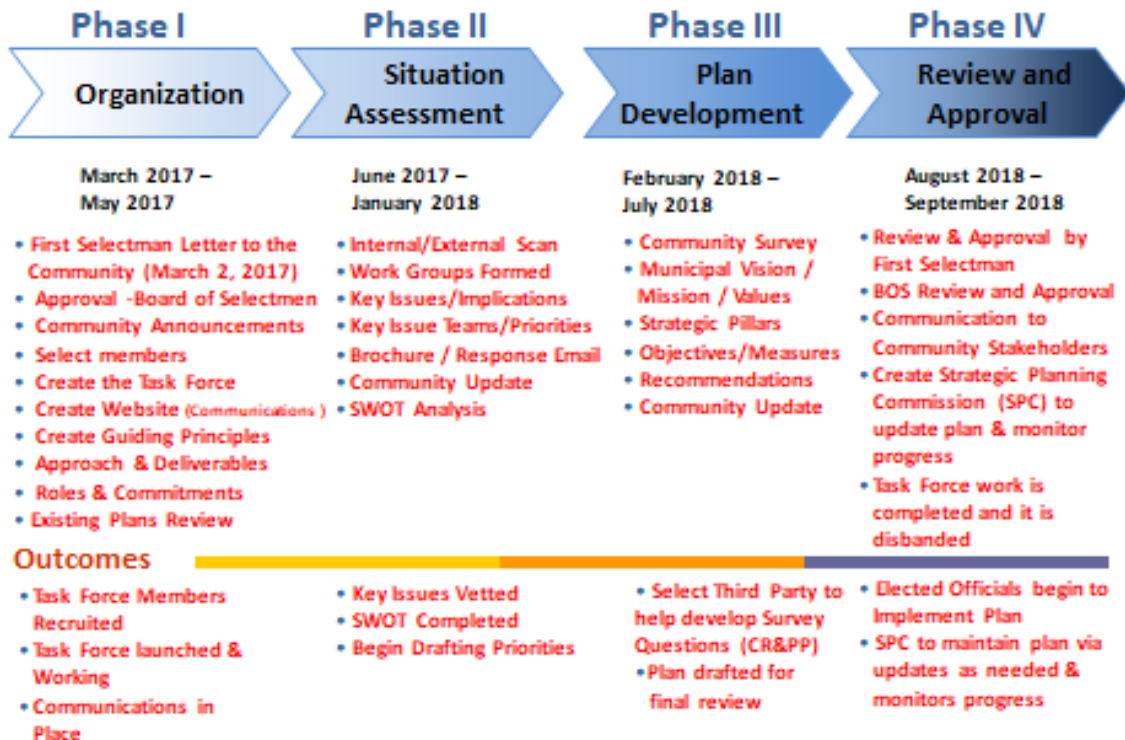 Phase I
Organization
March 2017 –
May 2017
• First Selectman Letter to the
Community (March 2, 2017)
• Approval -Board of Selectmen
• Community Announcements
• Select members
• Create the Task Force
• Create Website (Communications )
• Create Guiding Principles
• Approach & Deliverables
• Roles & Commitments
• Existing Plans Review
Phase II
Situation
Assessment
June 2017 –
January 2018
• Internal/External Scan
• Work Groups Formed
• Key Issues/Implications
• Key Issue Teams/Priorities
• Brochure / Response Email
• Community Update
• SWOT Analysis
Phase III
Plan
Development
February 2018 –
July 2018
• Community Survey
• Municipal Vision /
Mission / Values
• Strategic Pillars
• Objectives/Measures
• Recommendations
• Community Update
Phase IV
Review and
Approval
August 2018 –
September 2018
• Review & Approval by
First Selectman
• BOS Review and Approval
• Communication to
Community Stakeholders
• Create Strategic Planning
Commission (SPC) to
update plan & monitor
progress
• Task Force work is
completed and it is
disbanded
Outcomes
• Task Force Members
Recruited
• Task Force launched &
Working
• Communications in
Place
• Key Issues Vetted
• SWOT Completed
• Begin Drafting Priorities
• Select Third Party to
help develop Survey
Questions (CR&PP)
• Plan drafted for
final review
• Elected Officials begin to
Implement Plan
• SPC to maintain plan via
updates as needed &
monitors progress